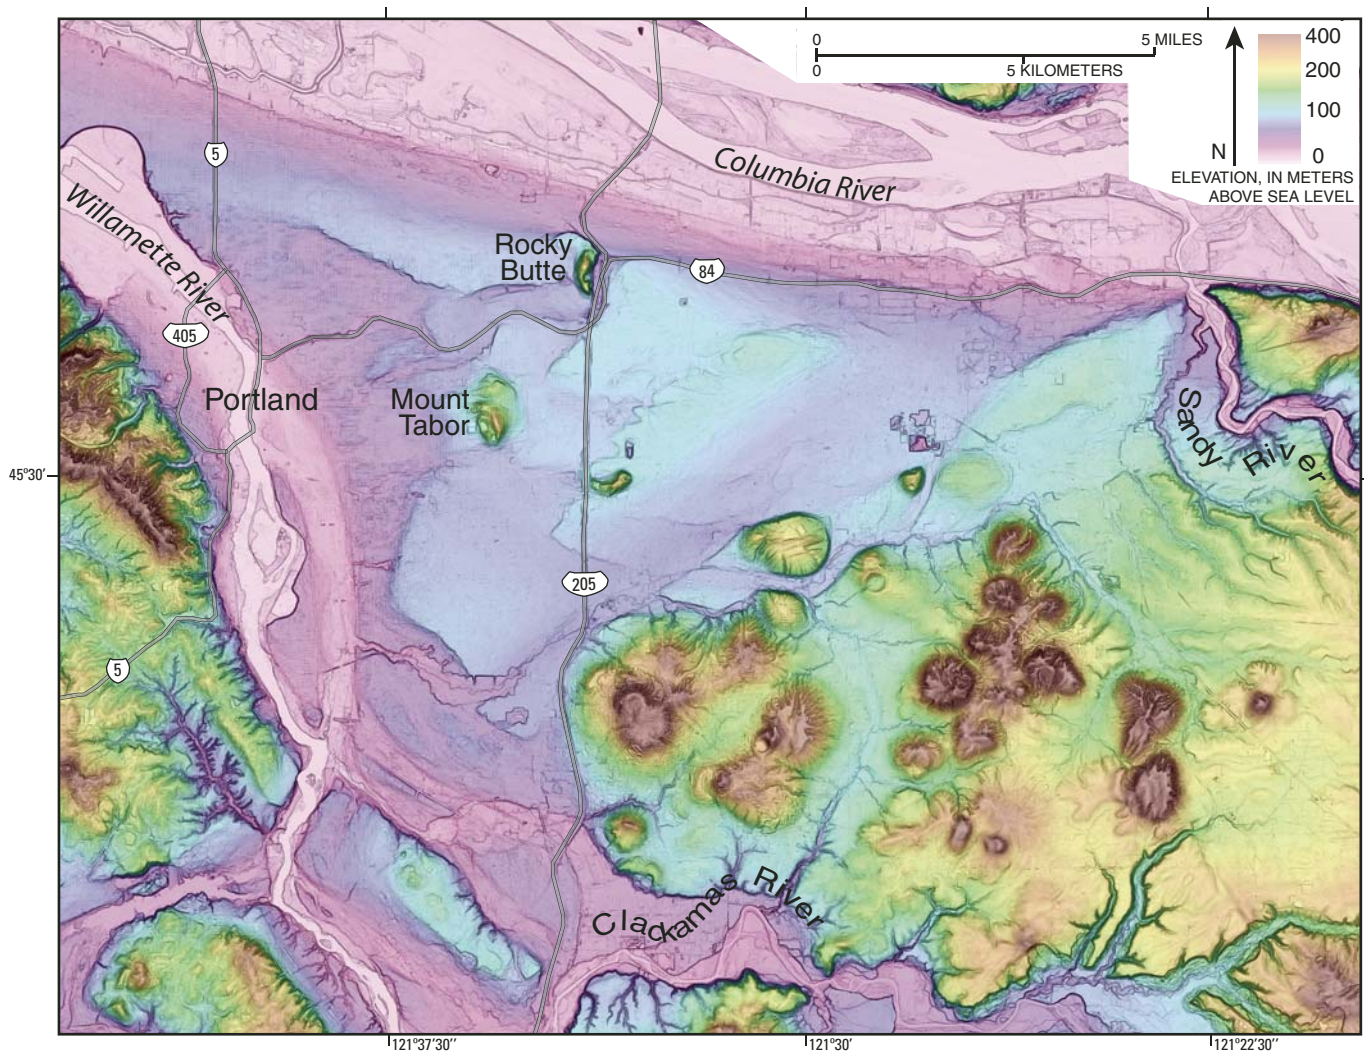 0
5 MILES
0
5 KILOMETERS
N
400
200
100
0
ELEVATION, IN METERS
ABOVE SEA LEVEL
5
Columbia River
Willamette River
Rocky
Butte
84
405
Portland
Mount
Tabor
Sandy River
45°30'
205
5
Clackamas River
121°37'30"
121°30'
121°22'30"